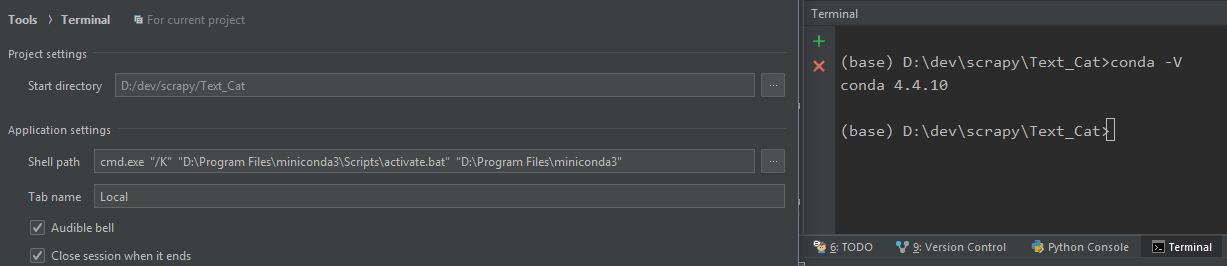 Tools › Terminal For current project
Project settings
Start directory D:/dev/scrapy/Text_Cat ...
Application settings
Shell path cmd.exe "/K" "D:\Program Files\miniconda3\Scripts\activate.bat" "D:\Program Files\miniconda3" ...
Tab name Local
Audible bell
Close session when it ends
Terminal
(base) D:\dev\scrapy\Text_Cat>conda -V
conda 4.4.10
(base) D:\dev\scrapy\Text_Cat>
6: TODO 9: Version Control Python Console Terminal